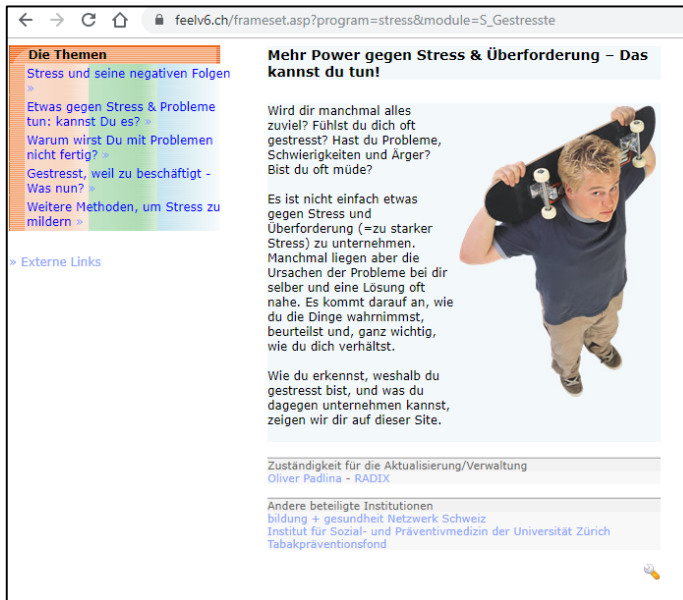 feelv6.ch/frameset.asp?program=stress&module=S_Gestresste
Die Themen
Stress und seine negativen Folgen
»
Etwas gegen Stress & Probleme
tun: kannst Du es? »
Warum wirst Du mit Problemen
nicht fertig? »
Gestresst, weil zu beschäftigt -
Was nun? »
Weitere Methoden, um Stress zu
mildern »
» Externe Links
Mehr Power gegen Stress & Überforderung – Das
kannst du tun!
Wird dir manchmal alles
zuviel? Fühlst du dich oft
gestresst? Hast du Probleme,
Schwierigkeiten und Ärger?
Bist du oft müde?
Es ist nicht einfach etwas
gegen Stress und
Überforderung (=zu starker
Stress) zu unternehmen.
Manchmal liegen aber die
Ursachen der Probleme bei dir
selber und eine Lösung oft
nahe. Es kommt darauf an, wie
du die Dinge wahrnimmst,
beurteilst und, ganz wichtig,
wie du dich verhältst.
Wie du erkennst, weshalb du
gestresst bist, und was du
dagegen unternehmen kannst,
zeigen wir dir auf dieser Site.
Zuständigkeit für die Aktualisierung/Verwaltung
Oliver Padlina - RADIX
Andere beteiligte Institutionen
bildung + gesundheit Netzwerk Schweiz
Institut für Sozial- und Präventivmedizin der Universität Zürich
Tabakpräventionsfond